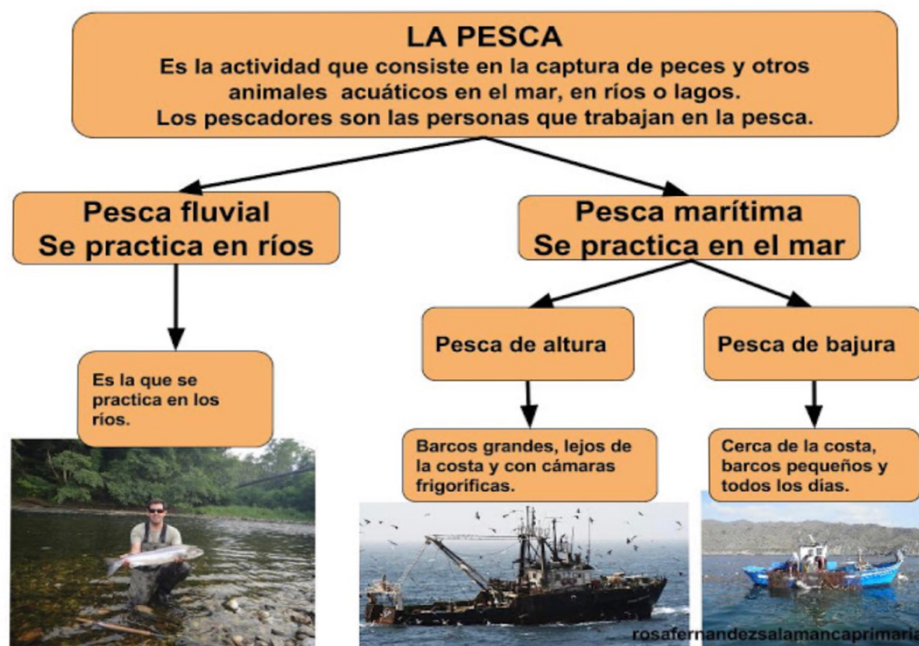 LA PESCA
Es la actividad que consiste en la captura de peces y otros
animales acuáticos en el mar, en ríos o lagos.
Los pescadores son las personas que trabajan en la pesca.
Pesca fluvial
Se practica en ríos
Pesca marítima
Se practica en el mar
Pesca de altura
Pesca de bajura
Es la que se
practica en los
ríos.
Barcos grandes, lejos de
la costa y con cámaras
frigoríficas.
Cerca de la costa,
barcos pequeños y
todos los días.
rosafernandezsalamancaprimaria